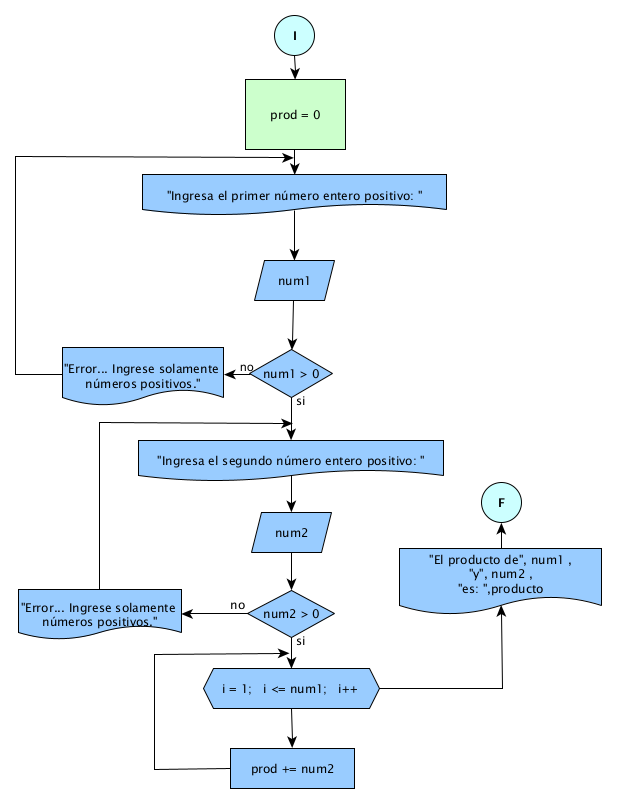 I
prod = 0
"Ingresa el primer número entero positivo: "
num1
"Error... Ingrese solamente
números positivos."
no
num1 > 0
si
"Ingresa el segundo número entero positivo: "
num2
F
"El producto de", num1 ,
"y", num2 ,
"es: ",producto
"Error... Ingrese solamente
números positivos."
no
num2 > 0
si
i = 1;   i <= num1;   i++
prod += num2